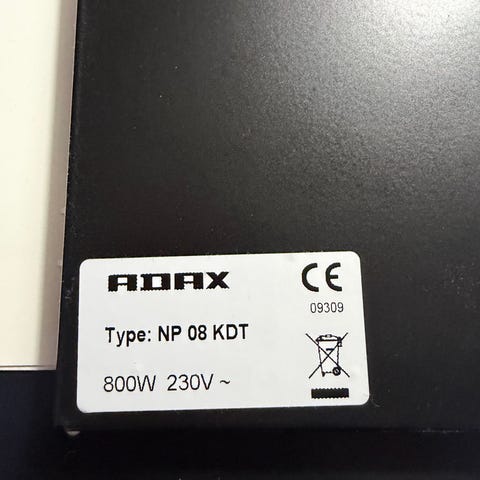 ADAX
CE
09309
Type: NP 08 KDT
800W 230V ~